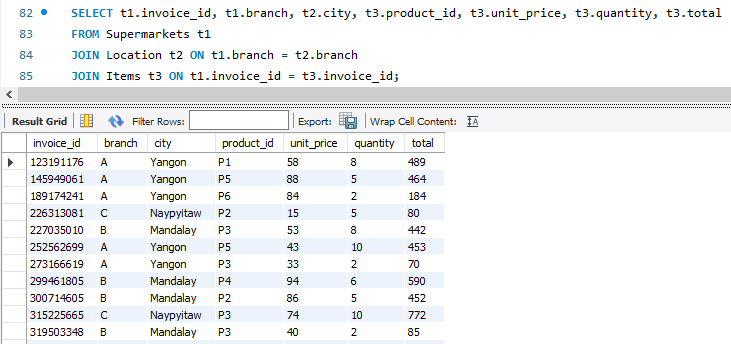 82 SELECT t1.invoice_id, t1.branch, t2.city, t3.product_id, t3.unit_price, t3.quantity, t3.total
83 FROM Supermarkets t1
84 JOIN Location t2 ON t1.branch = t2.branch
85 JOIN Items t3 ON t1.invoice_id = t3.invoice_id;
Result Grid Filter Rows: Export: Wrap Cell Content:
invoice_id branch city product_id unit_price quantity total
123191176 A Yangon P1 58 8 489
145949061 A Yangon P5 88 5 464
189174241 A Yangon P6 84 2 184
226313081 C Naypyitaw P2 15 5 80
227035010 B Mandalay P3 53 8 442
252562699 A Yangon P5 43 10 453
273166619 A Yangon P3 33 2 70
299461805 B Mandalay P4 94 6 590
300714605 B Mandalay P2 86 5 452
315225665 C Naypyitaw P3 74 10 772
319503348 B Mandalay P3 40 2 85